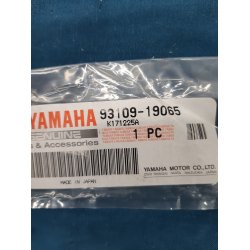 YAMAHA 93109-19065
K171225A
GENUINE
& Accessories 1 PC
YAMAHA MOTOR CO.,LTD.
MADE IN JAPAN